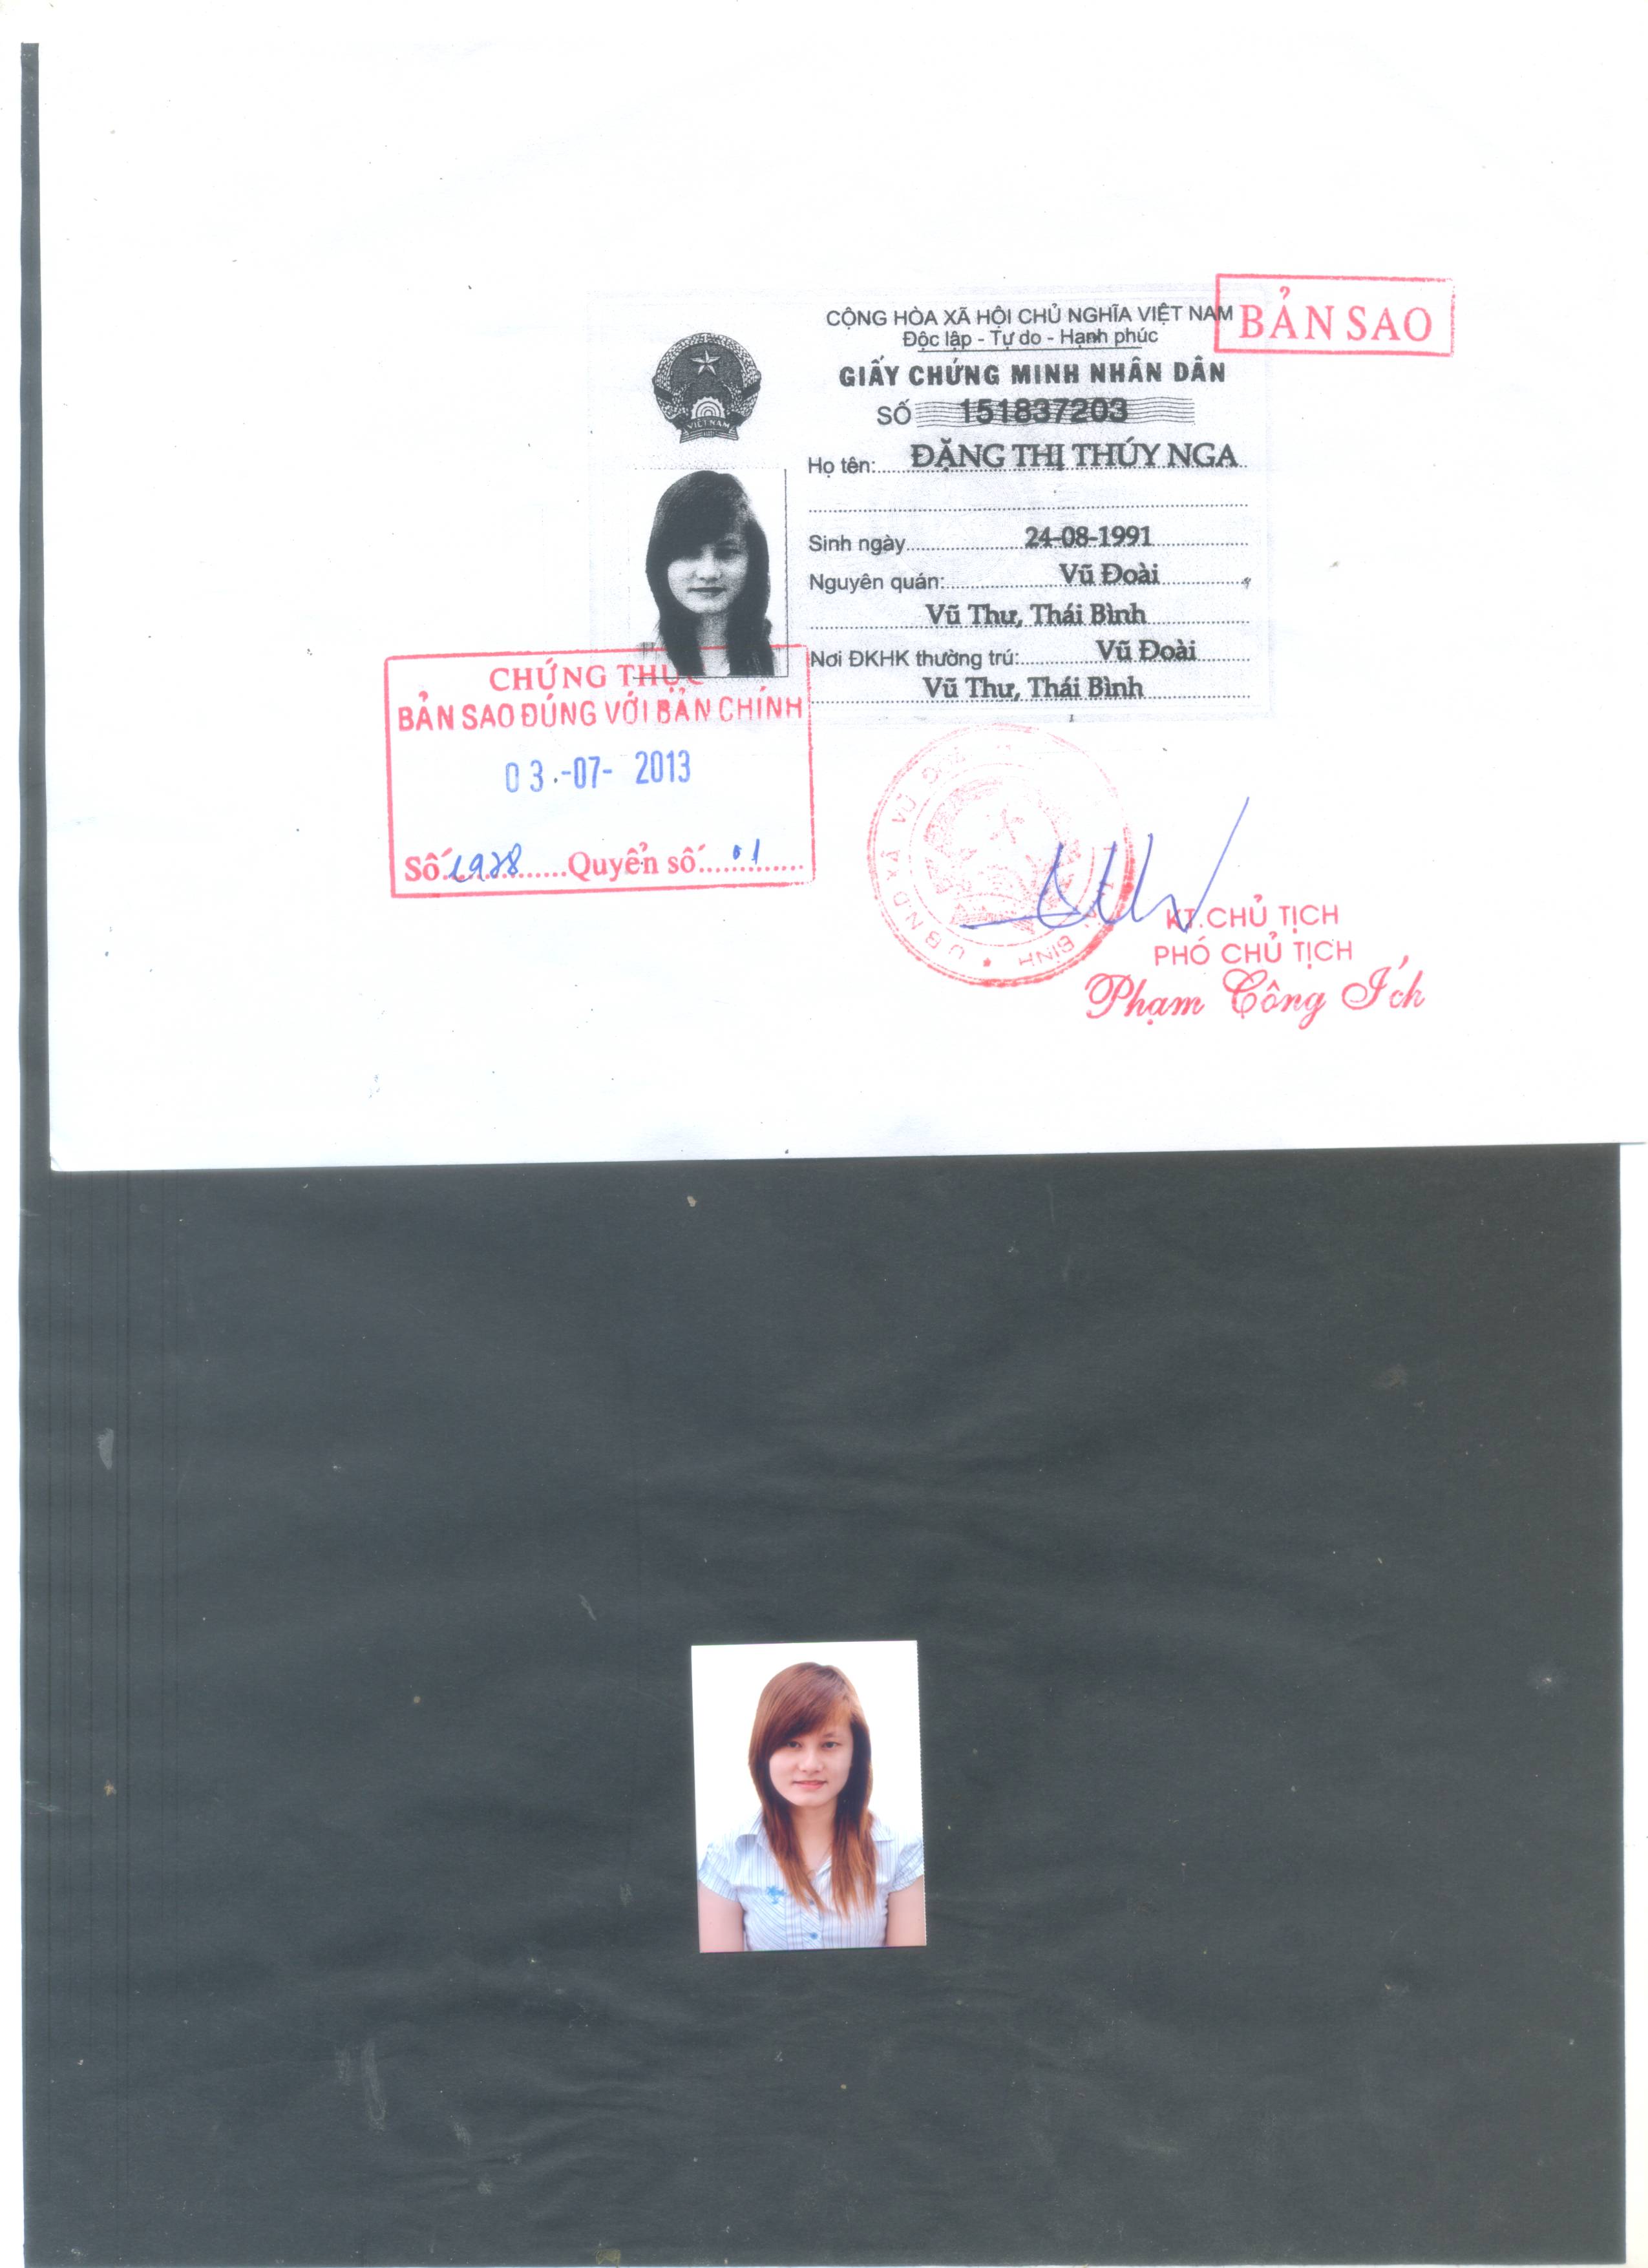 CỘNG HÒA XÃ HỘI CHỦ NGHĨA VIỆT NAM
Độc lập - Tự do - Hạnh phúc
BẢN SAO
GIẤY CHỨNG MINH NHÂN DÂN
SỐ 151837203
Họ tên: ĐẶNG THỊ THÚY NGA
Sinh ngày 24-08-1991
Nguyên quán: Vũ Đoài
Vũ Thư, Thái Bình
Nơi ĐKHK thường trú: Vũ Đoài
Vũ Thư, Thái Bình
VIỆT NAM
CHỨNG THỰC
BẢN SAO ĐÚNG VỚI BẢN CHÍNH
03.-07- 2013
Số Quyển số 01
UBND XÃ VŨ BÌNH
KT.CHỦ TỊCH
PHÓ CHỦ TỊCH
Phạm Công Ích